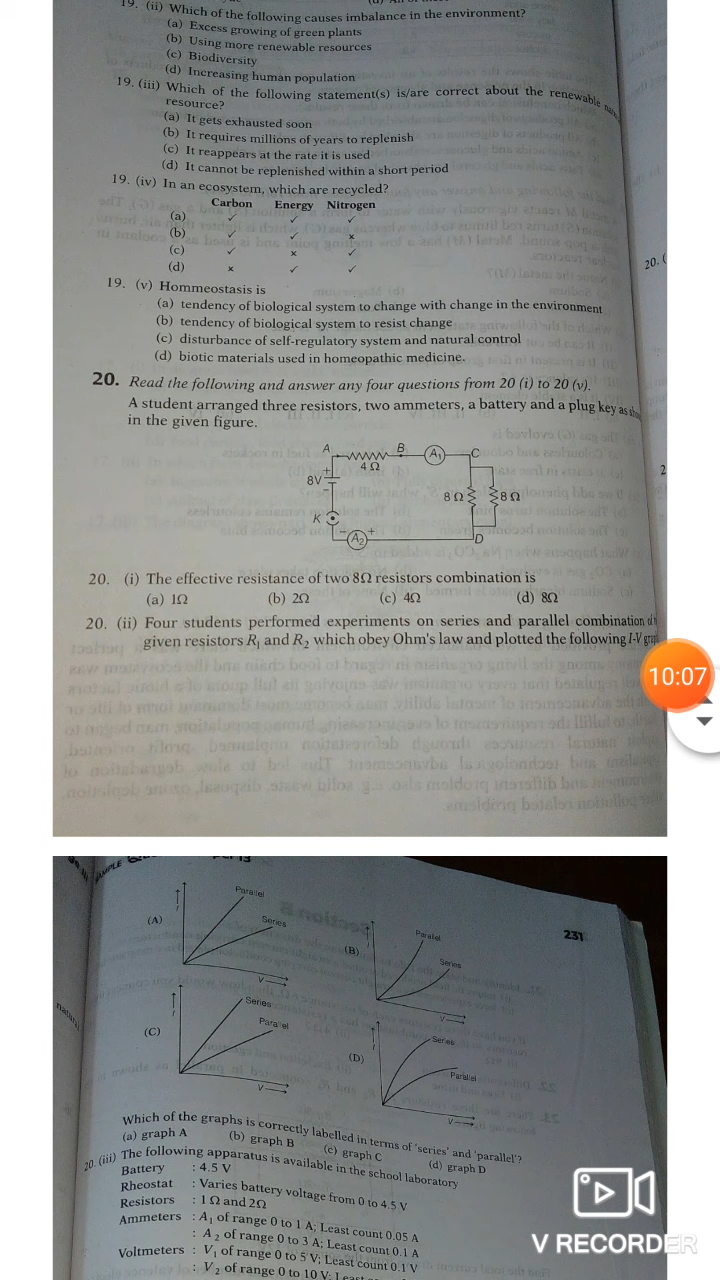 19. (ii) Which of the following causes imbalance in the environment?
(a) Excess growing of green plants
(b) Using more renewable resources
(c) Biodiversity
(d) Increasing human population
19. (iii) Which of the following statement(s) is/are correct about the renewable
resource?
(a) It gets exhausted soon
(b) It requires millions of years to replenish
(c) It reappears at the rate it is used
(d) It cannot be replenished within a short period
19. (iv) In an ecosystem, which are recycled?
Carbon Energy Nitrogen
(a) ✓ ✓ ✓
(b) ✓ ✓ ×
(c) ✓ × ✓
(d) × ✓ ✓
20. (
19. (v) Hommeostasis is
(a) tendency of biological system to change with change in the environment
(b) tendency of biological system to resist change
(c) disturbance of self-regulatory system and natural control
(d) biotic materials used in homeopathic medicine.
20. Read the following and answer any four questions from 20 (i) to 20 (v).
A student arranged three resistors, two ammeters, a battery and a plug key as
in the given figure.
A B A₁ C
4 Ω
8V + −
8 Ω 8 Ω
K
− A₂ + D
2
20. (i) The effective resistance of two 8Ω resistors combination is
(a) 1Ω (b) 2Ω (c) 4Ω (d) 8Ω
20. (ii) Four students performed experiments on series and parallel combination
given resistors R₁ and R₂ which obey Ohm's law and plotted the following I-V
10:07
231
(A) Parallel Series I V
(B) Parallel Series I V
(C) Series Parallel I V
(D) Series Parallel I V
Which of the graphs is correctly labelled in terms of 'series' and 'parallel'?
(a) graph A (b) graph B (c) graph C (d) graph D
20. (iii) The following apparatus is available in the school laboratory
Battery : 4.5 V
Rheostat : Varies battery voltage from 0 to 4.5 V
Resistors : 1 Ω and 2Ω
Ammeters : A₁ of range 0 to 1 A; Least count 0.05 A
: A₂ of range 0 to 3 A; Least count 0.1 A
Voltmeters : V₁ of range 0 to 5 V; Least count 0.1 V
: V₂ of range 0 to 10 V;
V RECORDER